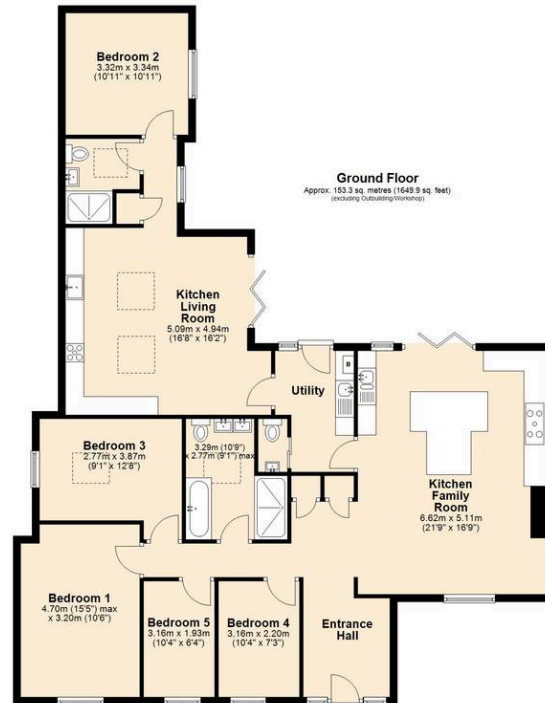 Bedroom 2
3.32m x 3.34m
(10'11" x 10'11")
Ground Floor
Approx. 153.3 sq. metres (1649.9 sq. feet)
(excluding Outbuilding/Workshop)
Kitchen
Living
Room
5.09m x 4.94m
(16'8" x 16'2")
Utility
Bedroom 3
2.77m x 3.87m
(9'1" x 12'8")
3.29m (10'9")
x 2.77m (9'1") max
Kitchen
Family
Room
6.62m x 5.11m
(21'9" x 16'9")
Bedroom 1
4.70m (15'5") max
x 3.20m (10'6")
Bedroom 5
3.16m x 1.93m
(10'4" x 6'4")
Bedroom 4
3.16m x 2.20m
(10'4" x 7'3")
Entrance
Hall